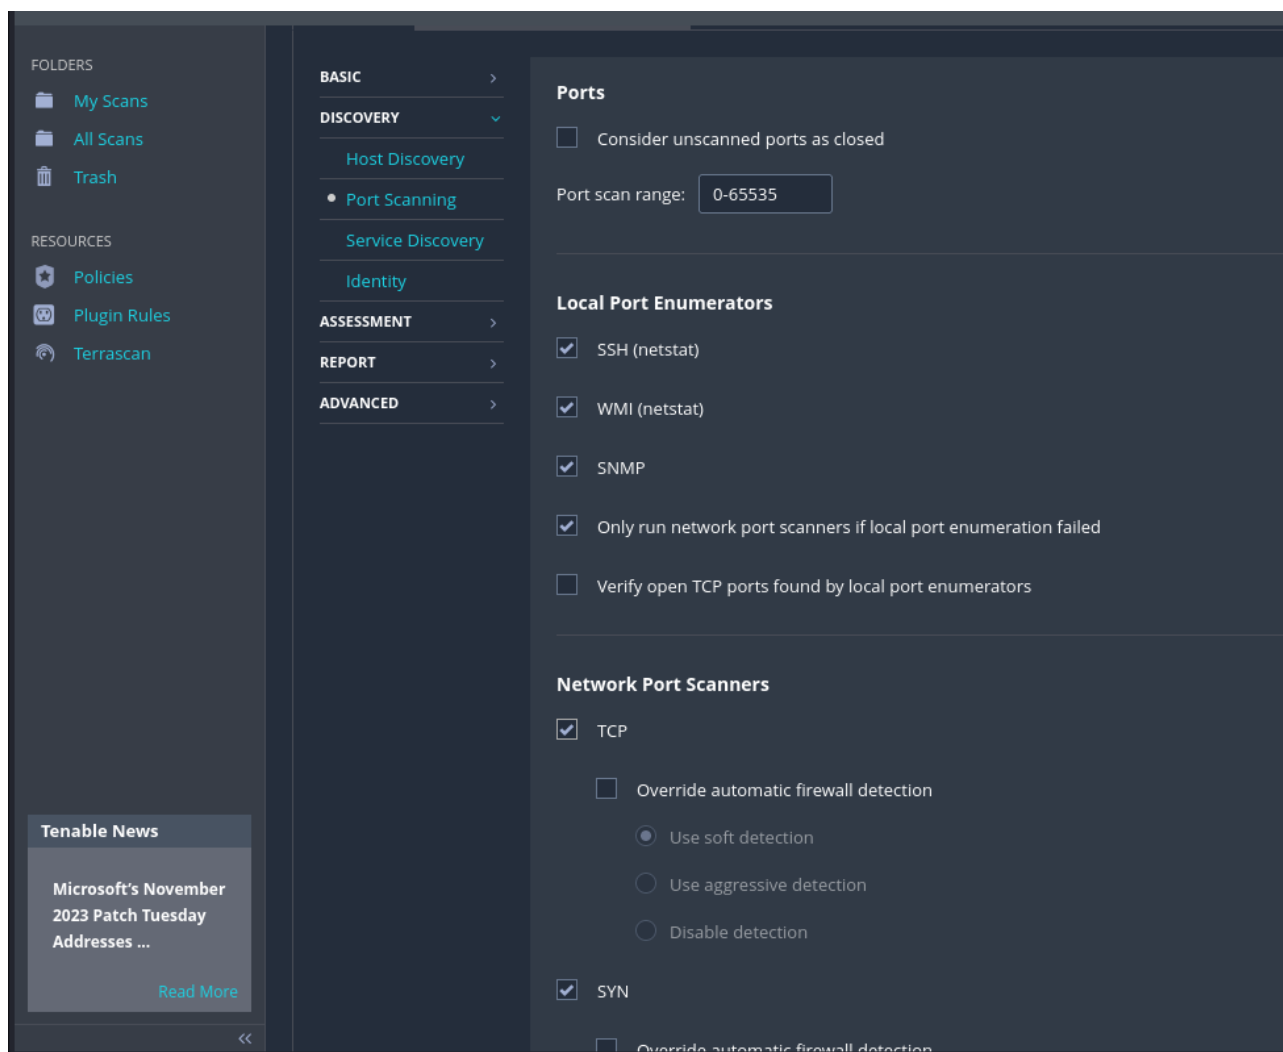 FOLDERS
My Scans
All Scans
Trash
RESOURCES
Policies
Plugin Rules
Terrascan
Tenable News
Microsoft's November
2023 Patch Tuesday
Addresses ...
Read More
BASIC
DISCOVERY
Host Discovery
Port Scanning
Service Discovery
Identity
ASSESSMENT
REPORT
ADVANCED
Ports
Consider unscanned ports as closed
Port scan range: 0-65535
Local Port Enumerators
SSH (netstat)
WMI (netstat)
SNMP
Only run network port scanners if local port enumeration failed
Verify open TCP ports found by local port enumerators
Network Port Scanners
TCP
Override automatic firewall detection
Use soft detection
Use aggressive detection
Disable detection
SYN
Override automatic firewall detection